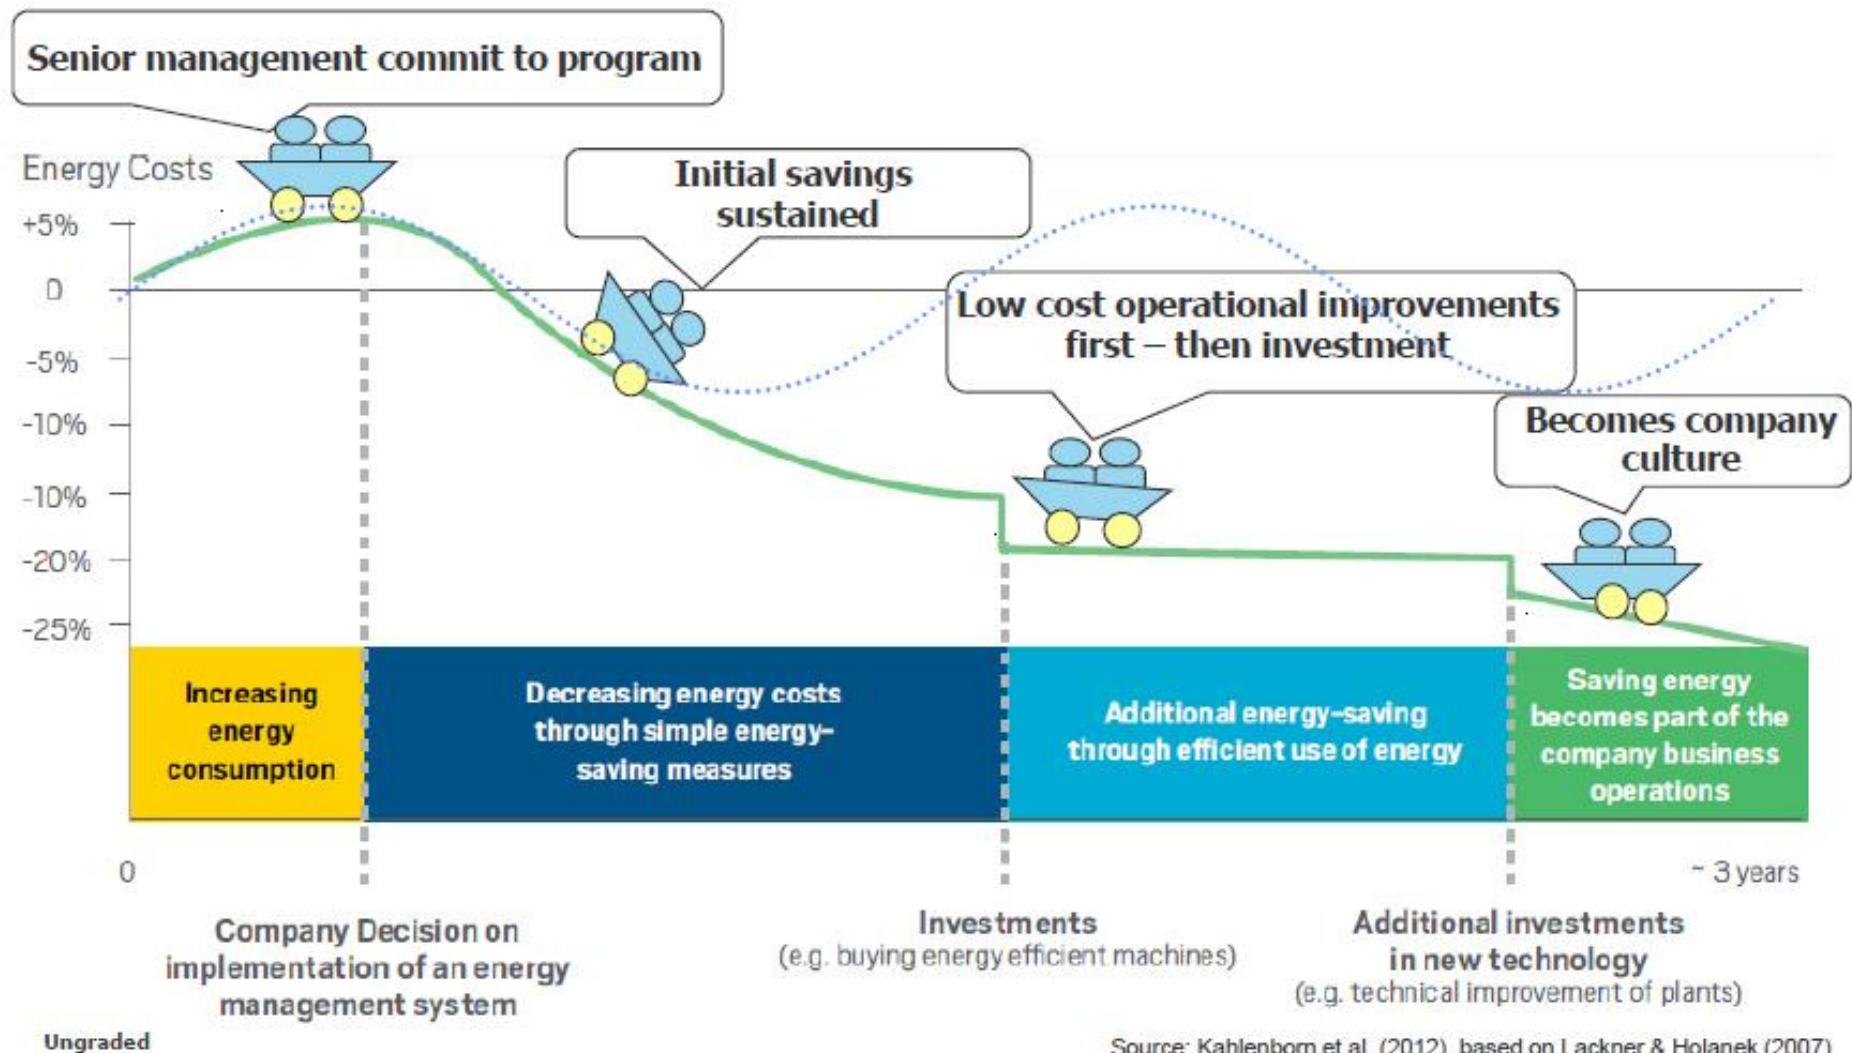 Senior management commit to program
Energy Costs
Initial savings
sustained
+5%
0
-5%
-10%
-10%
-20%
-25%
Low cost operational improvements
first – then investment
Becomes company
culture
Increasing
energy
consumption
Decreasing energy costs
through simple energy-
saving measures
Additional energy-saving
through efficient use of energy
Saving energy
becomes part of the
company business
operations
0
~ 3 years
Company Decision on
implementation of an energy
management system
Investments
(e.g. buying energy efficient machines)
Additional investments
in new technology
(e.g. technical improvement of plants)
Ungraded
Source: Kahlenborn et al. (2012), based on Lackner & Holanek (2007)